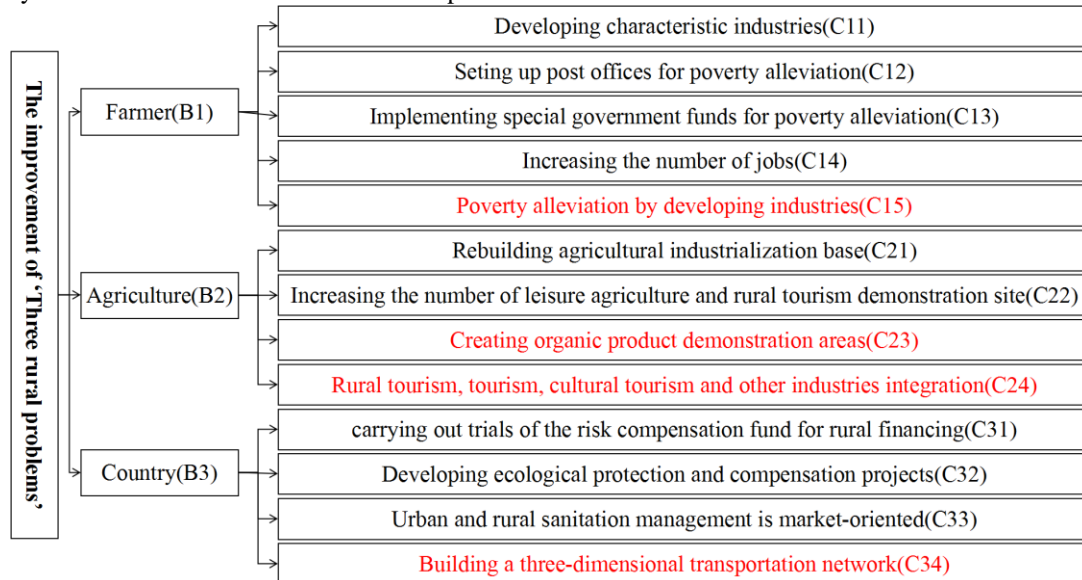 The improvement of ‘Three rural problems’
Farmer(B1)
Developing characteristic industries(C11)
Seting up post offices for poverty alleviation(C12)
Implementing special government funds for poverty alleviation(C13)
Increasing the number of jobs(C14)
Poverty alleviation by developing industries(C15)
Agriculture(B2)
Rebuilding agricultural industrialization base(C21)
Increasing the number of leisure agriculture and rural tourism demonstration site(C22)
Creating organic product demonstration areas(C23)
Rural tourism, tourism, cultural tourism and other industries integration(C24)
Country(B3)
carrying out trials of the risk compensation fund for rural financing(C31)
Developing ecological protection and compensation projects(C32)
Urban and rural sanitation management is market-oriented(C33)
Building a three-dimensional transportation network(C34)